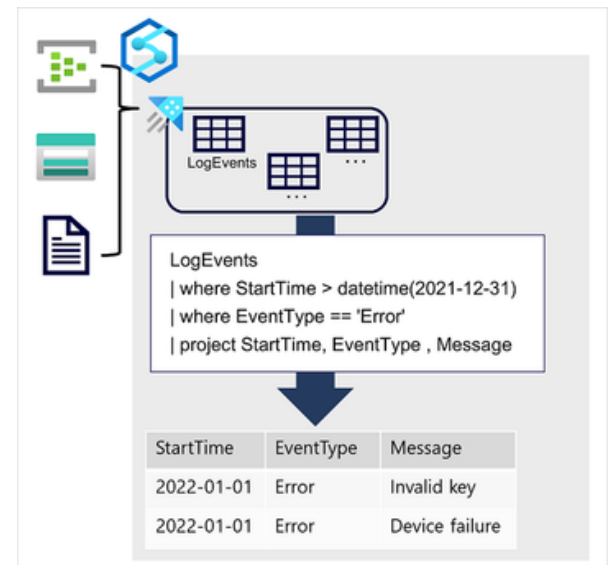 LogEvents
...
...
LogEvents
| where StartTime > datetime(2021-12-31)
| where EventType == 'Error'
| project StartTime, EventType , Message
StartTime EventType Message
2022-01-01 Error Invalid key
2022-01-01 Error Device failure